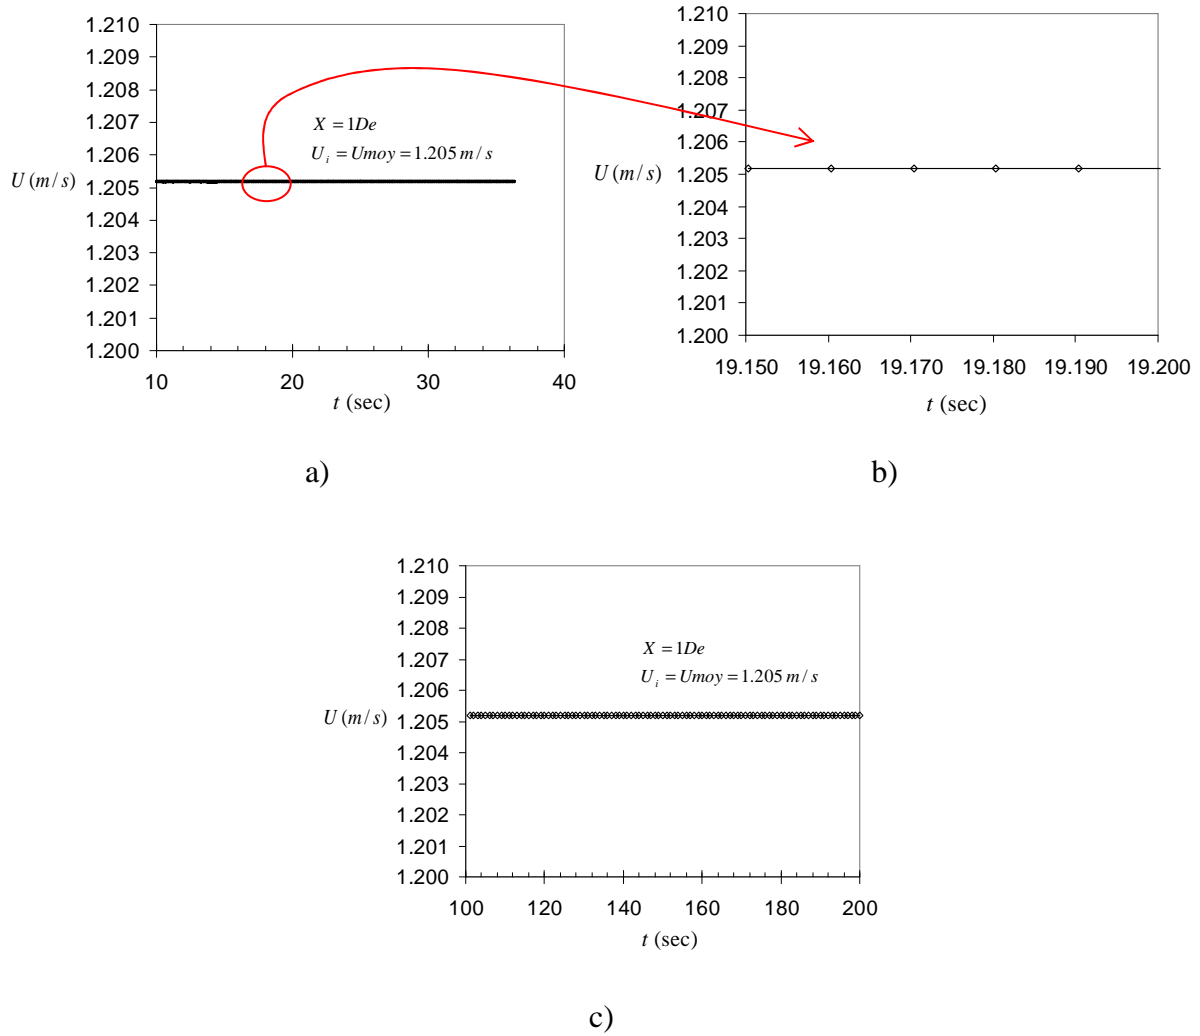 1.210
1.209
1.208
1.207
1.206
1.205
1.204
1.203
1.202
1.201
1.200
U (m/s)
X = 1De
U_i = Umoy = 1.205 m/s
10 20 30 40
t (sec)
a)
1.210
1.209
1.208
1.207
1.206
1.205
1.204
1.203
1.202
1.201
1.200
U (m/s)
19.150 19.160 19.170 19.180 19.190 19.200
t (sec)
b)
1.210
1.209
1.208
1.207
1.206
1.205
1.204
1.203
1.202
1.201
1.200
U (m/s)
X = 1De
U_i = Umoy = 1.205 m/s
100 120 140 160 180 200
t (sec)
c)